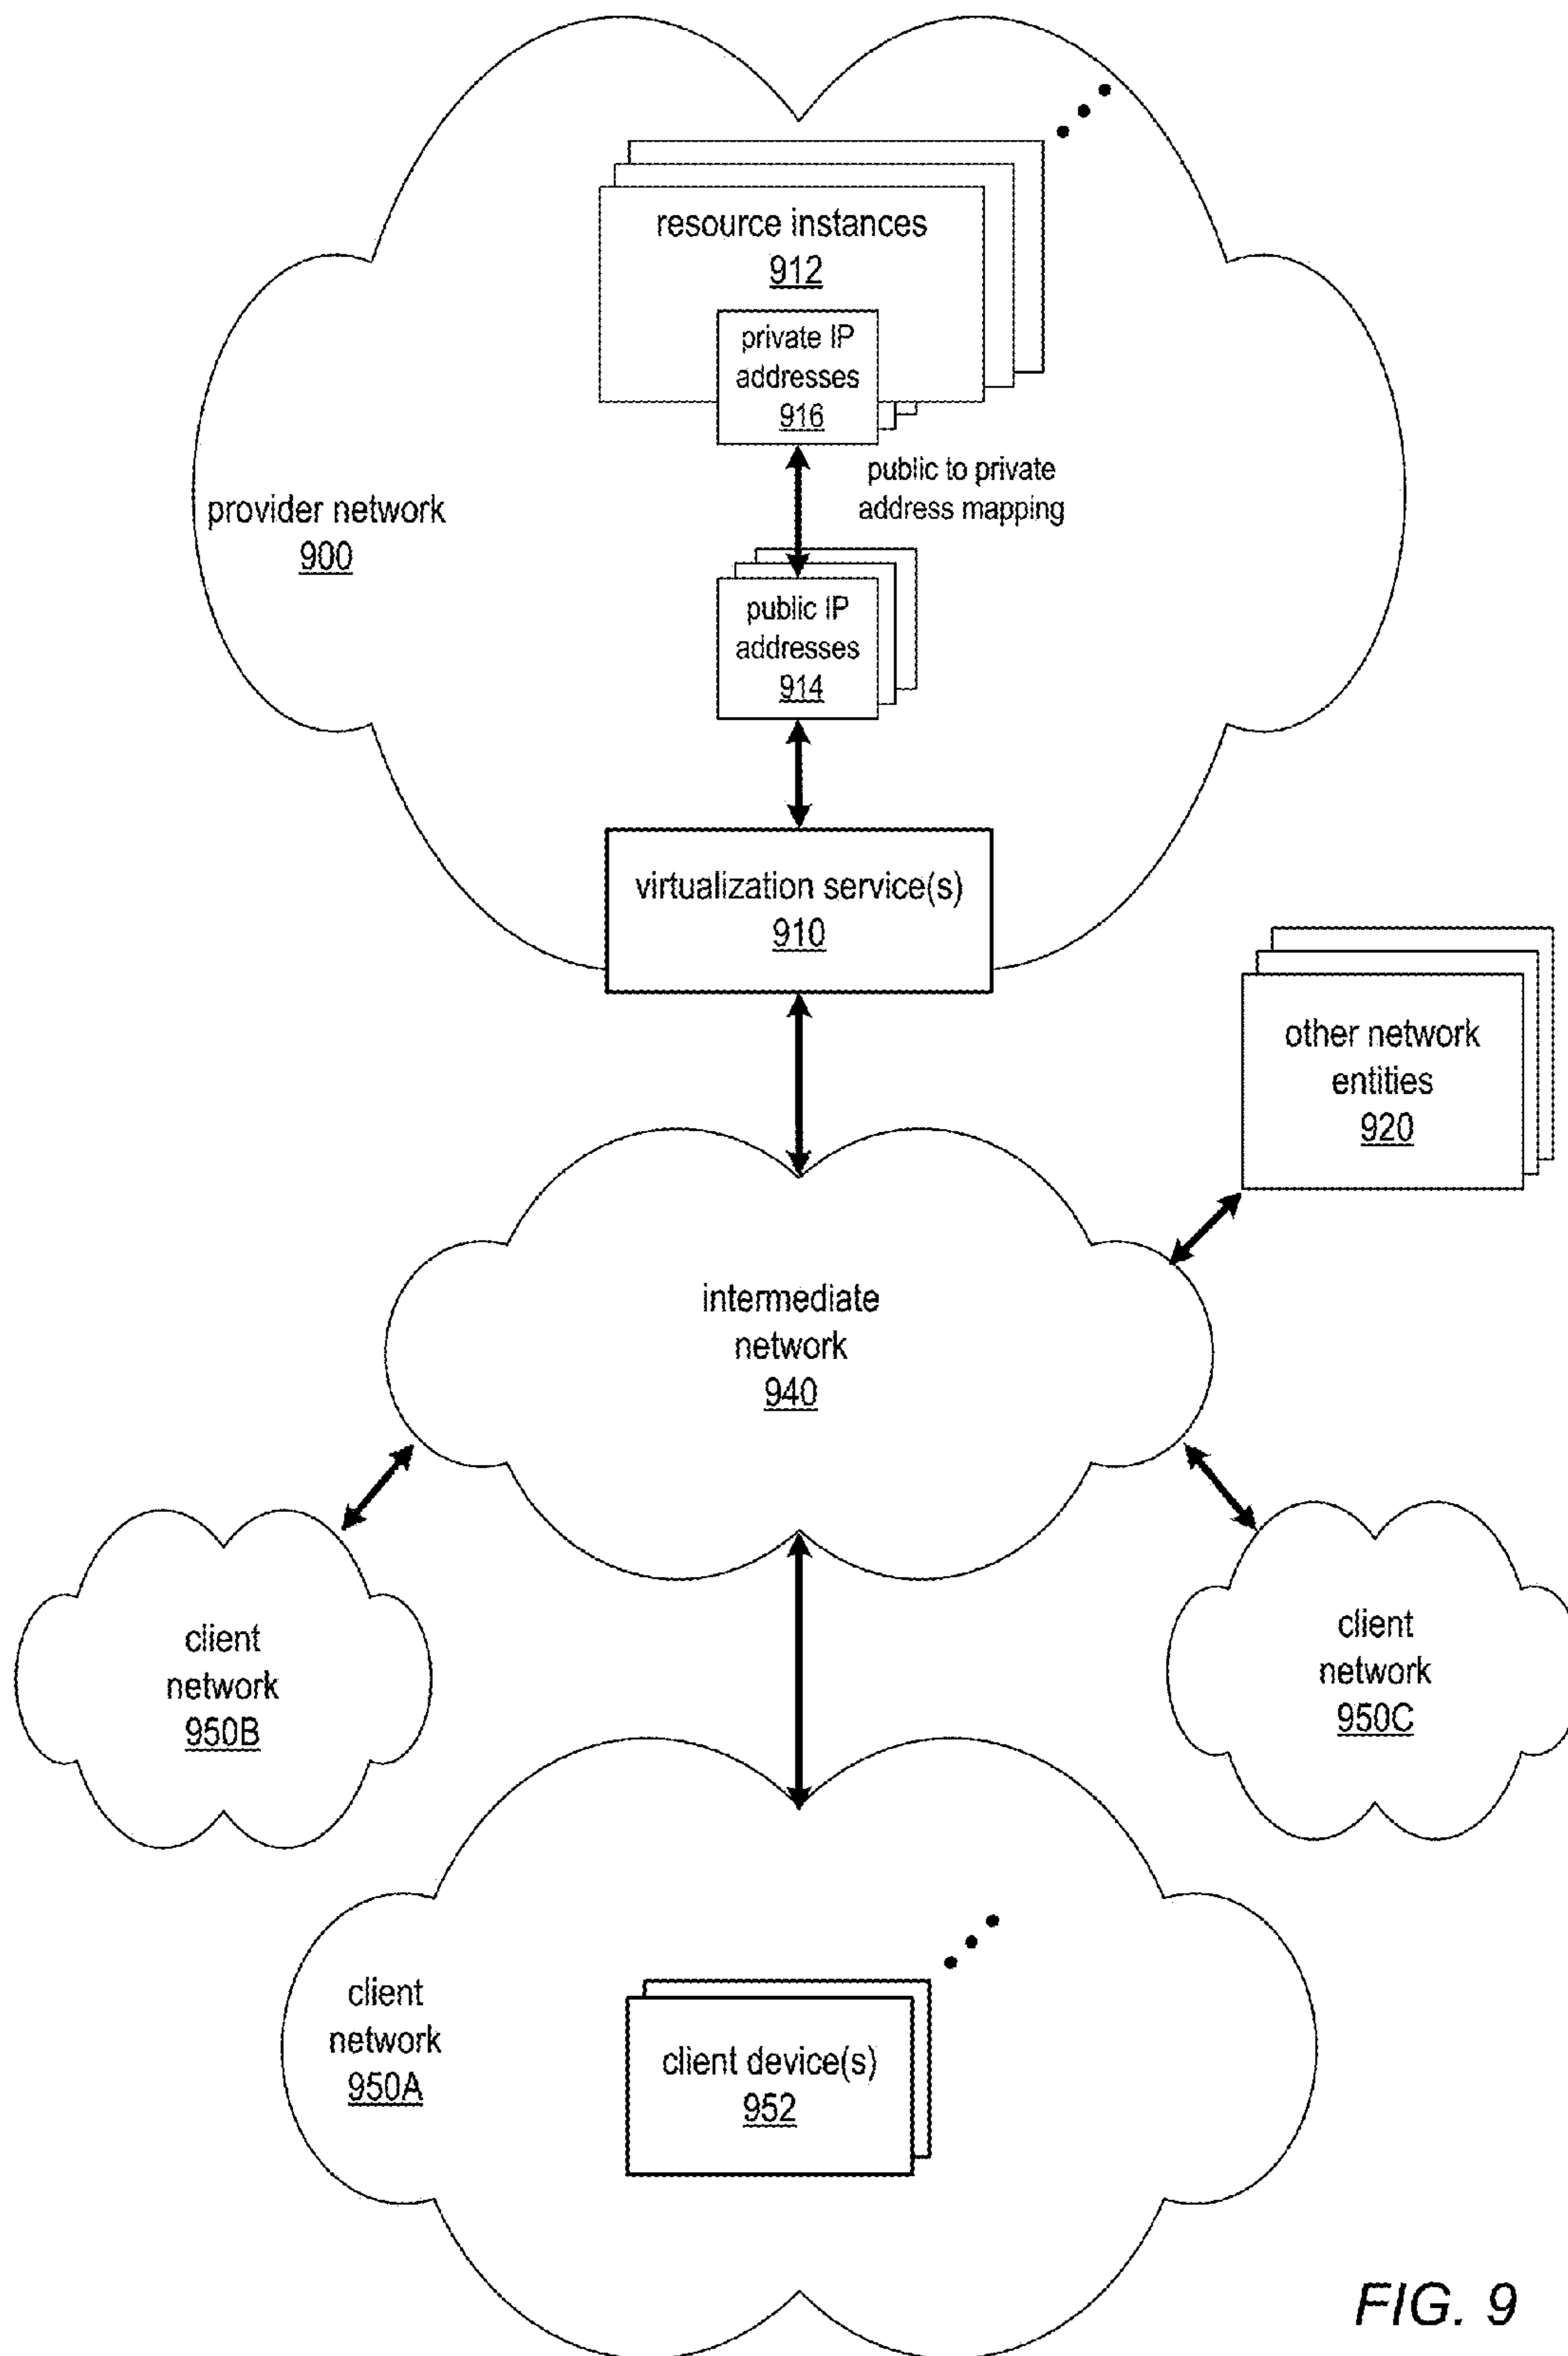 resource instances
912
private IP
addresses
916
public to private
address mapping
provider network
900
public IP
addresses
914
virtualization service(s)
910
other network
entities
920
intermediate
network
940
client
network
950B
client
network
950C
client
network
950A
client device(s)
952
FIG. 9